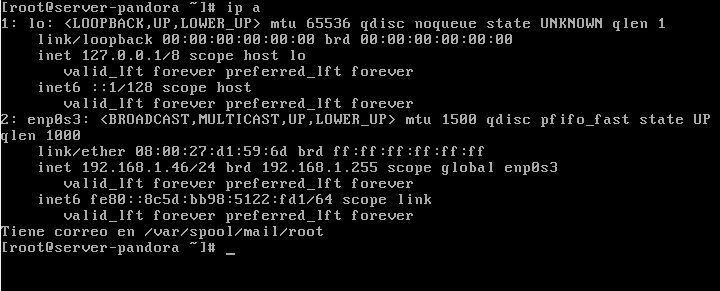 [root@server-pandora ~]# ip a
1: lo: <LOOPBACK,UP,LOWER_UP> mtu 65536 qdisc noqueue state UNKNOWN qlen 1
    link/loopback 00:00:00:00:00:00 brd 00:00:00:00:00:00
    inet 127.0.0.1/8 scope host lo
       valid_lft forever preferred_lft forever
    inet6 ::1/128 scope host
       valid_lft forever preferred_lft forever
2: enp0s3: <BROADCAST,MULTICAST,UP,LOWER_UP> mtu 1500 qdisc pfifo_fast state UP
qlen 1000
    link/ether 08:00:27:d1:59:6d brd ff:ff:ff:ff:ff:ff
    inet 192.168.1.46/24 brd 192.168.1.255 scope global enp0s3
       valid_lft forever preferred_lft forever
    inet6 fe80::8c5d:bb98:5122:fd1/64 scope link
       valid_lft forever preferred_lft forever
Tiene correo en /var/spool/mail/root
[root@server-pandora ~]# _